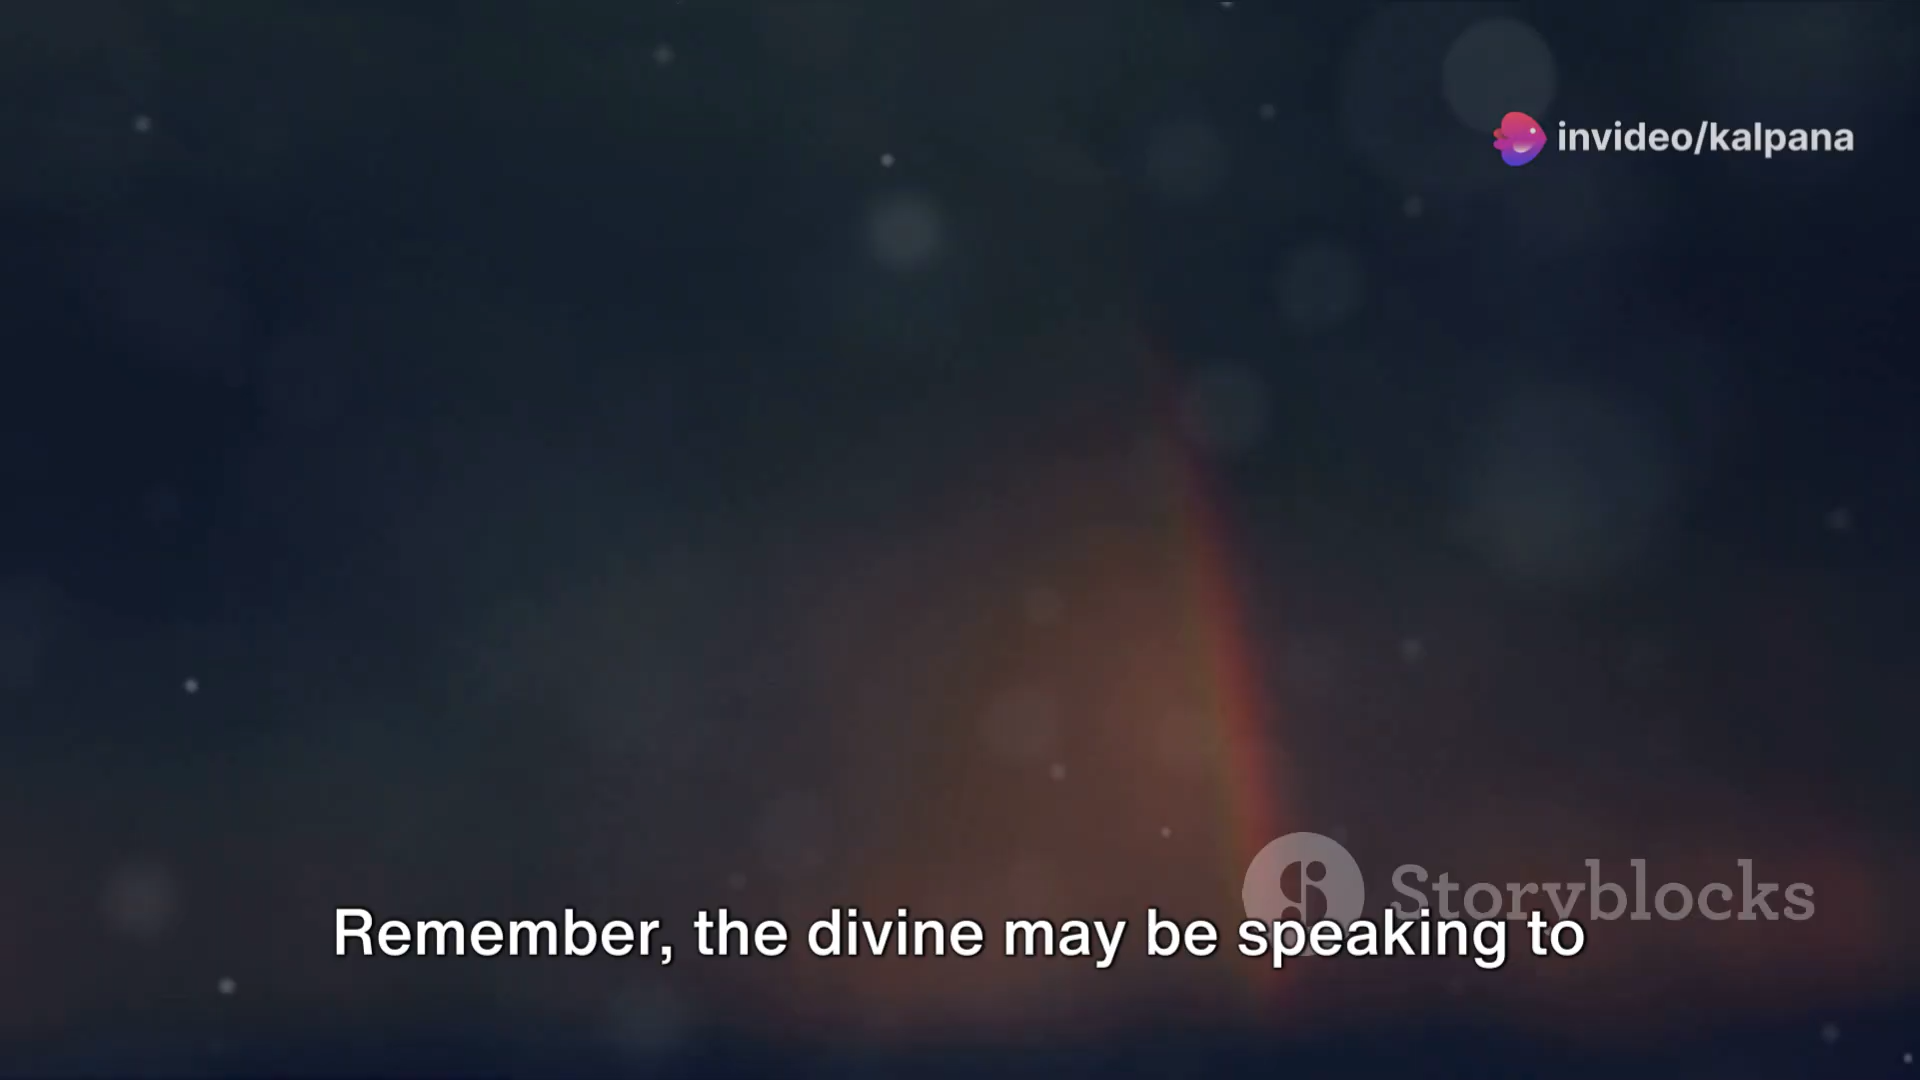 invideo/kalpana
Storyblocks
Remember, the divine may be speaking to